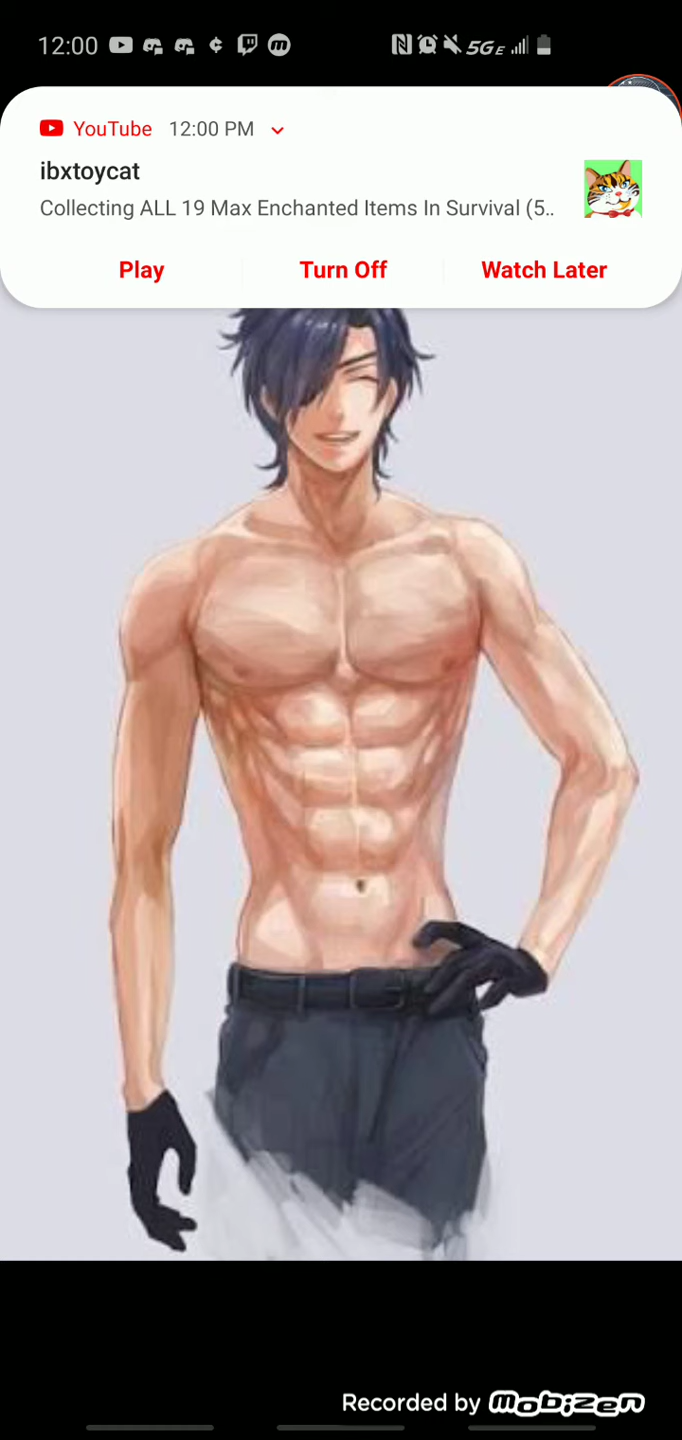 12:00
5GE
YouTube 12:00 PM
ibxtoycat
Collecting ALL 19 Max Enchanted Items In Survival (5..
Play Turn Off Watch Later
Recorded by mobizen